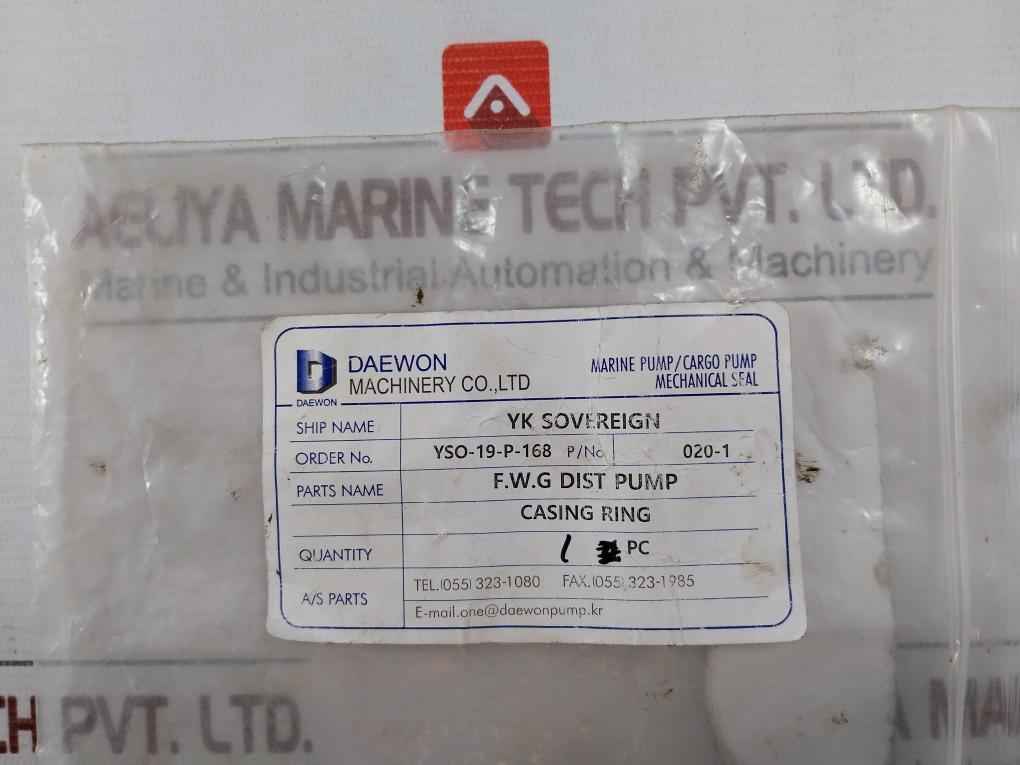 AELIYA MARINE TECH PVT. LTD.
Marine & Industrial Automation & Machinery
DAEWON
MACHINERY CO.,LTD
DAEWON
MARINE PUMP/CARGO PUMP
MECHANICAL SEAL
SHIP NAME YK SOVEREIGN
ORDER No. YSO-19-P-168 P/No. 020-1
PARTS NAME F.W.G DIST PUMP
CASING RING
QUANTITY 1 PC
A/S PARTS TEL.(055) 323-1080 FAX.(055) 323-1985
E-mail.one@daewonpump.kr
CH PVT. LTD.
A MA